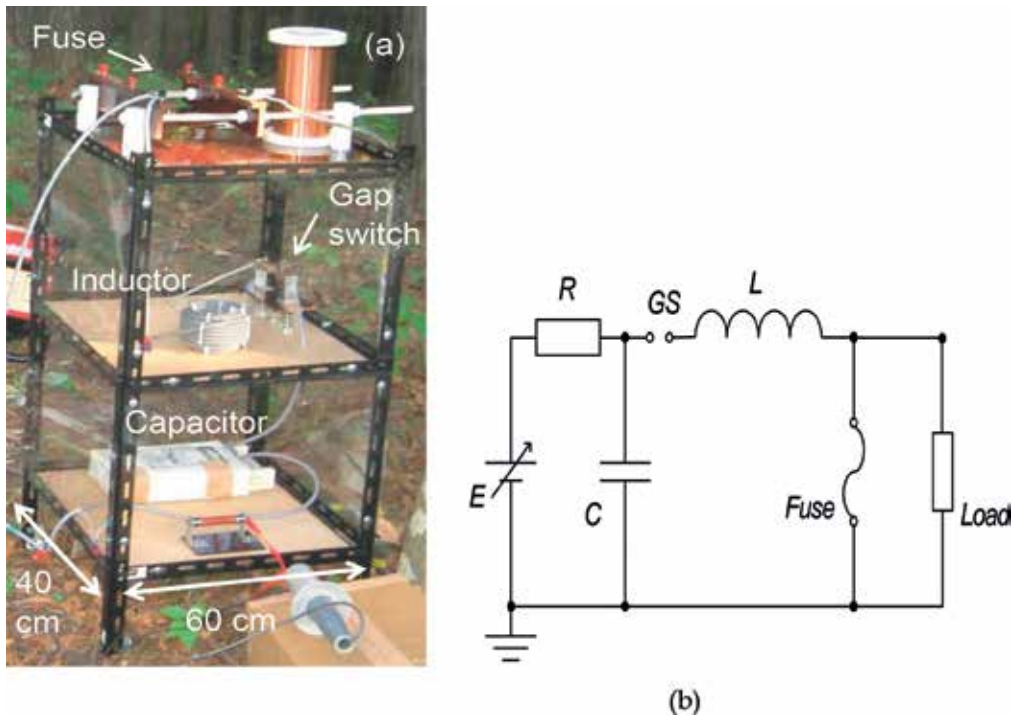 Fuse
(a)
Gap
switch
Inductor
Capacitor
40
cm
60 cm
R
GS
L
E
C
Fuse
Load
(b)